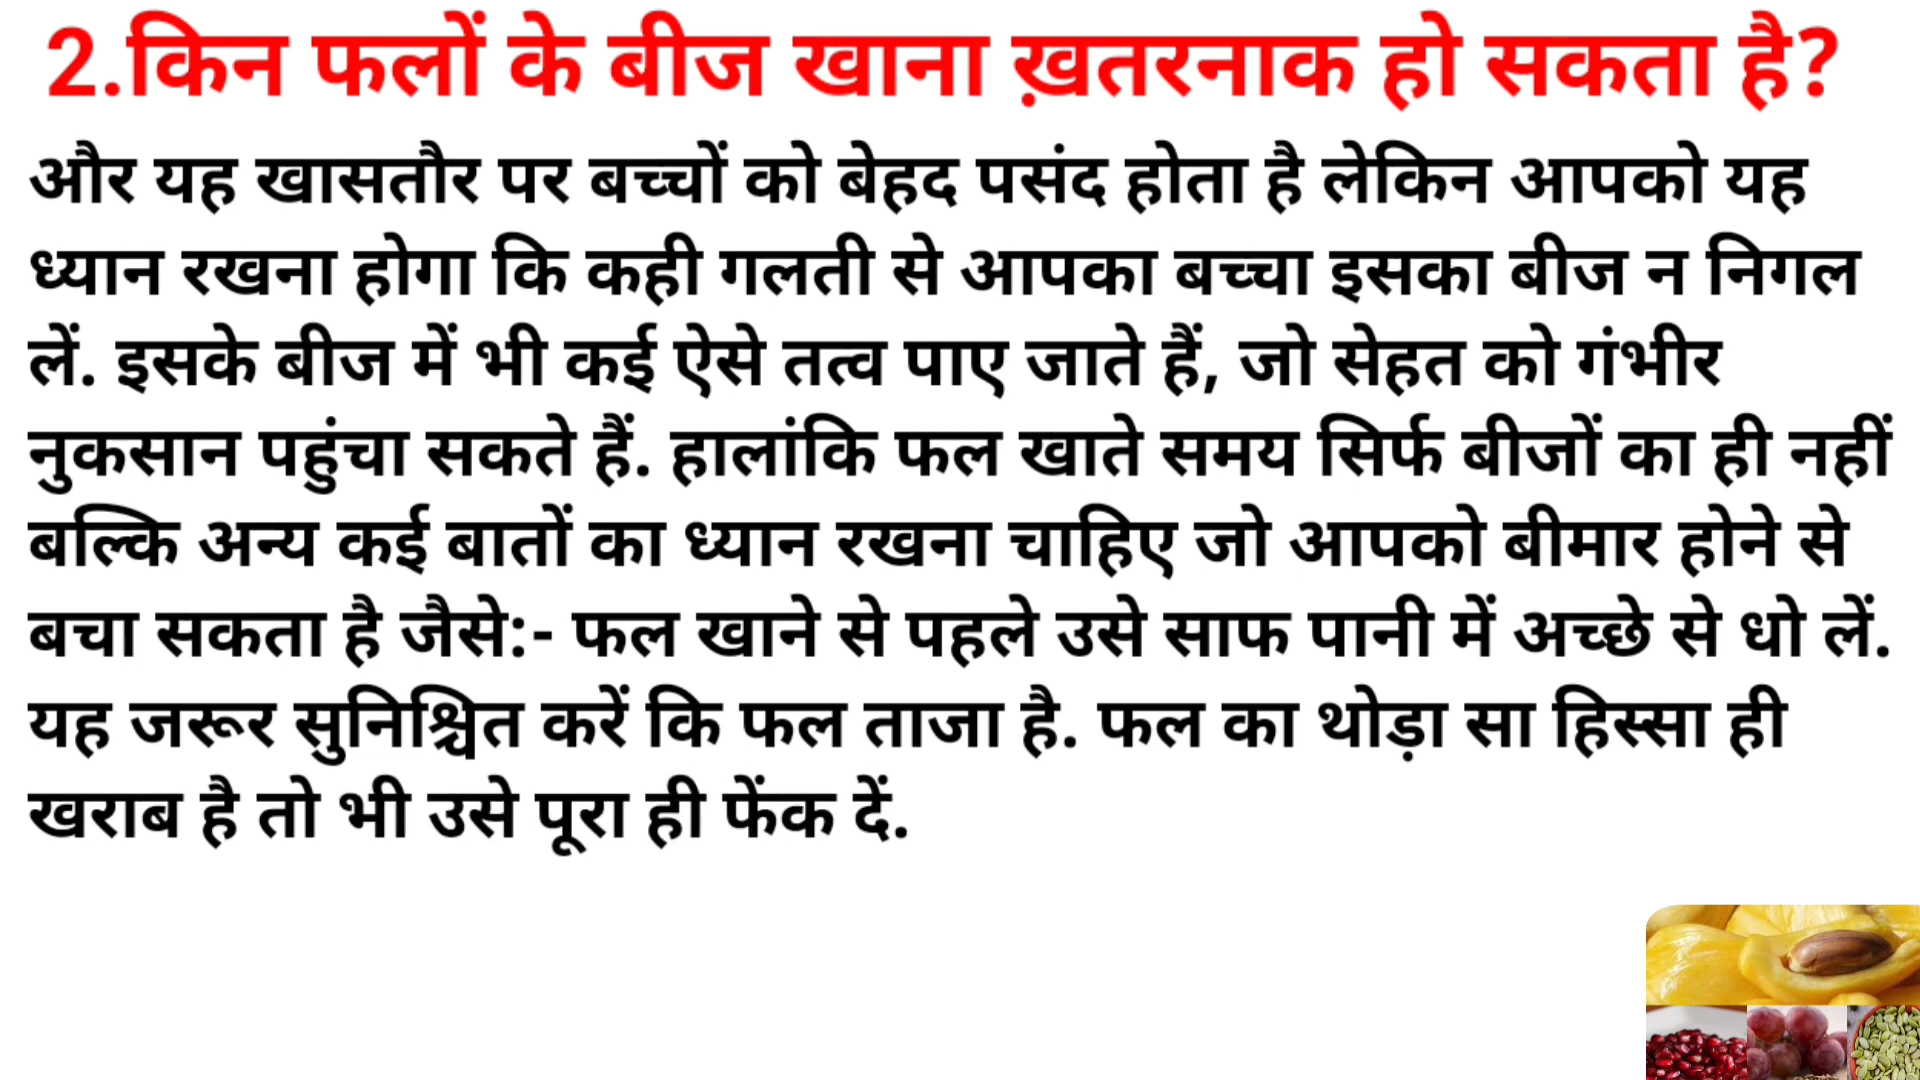 2.किन फलों के बीज खाना ख़तरनाक हो सकता है?
और यह खासतौर पर बच्चों को बेहद पसंद होता है लेकिन आपको यह
ध्यान रखना होगा कि कही गलती से आपका बच्चा इसका बीज न निगल
लें. इसके बीज में भी कई ऐसे तत्व पाए जाते हैं, जो सेहत को गंभीर
नुकसान पहुंचा सकते हैं. हालांकि फल खाते समय सिर्फ बीजों का ही नहीं
बल्कि अन्य कई बातों का ध्यान रखना चाहिए जो आपको बीमार होने से
बचा सकता है जैसे:- फल खाने से पहले उसे साफ पानी में अच्छे से धो लें.
यह जरूर सुनिश्चित करें कि फल ताजा है. फल का थोड़ा सा हिस्सा ही
खराब है तो भी उसे पूरा ही फेंक दें.